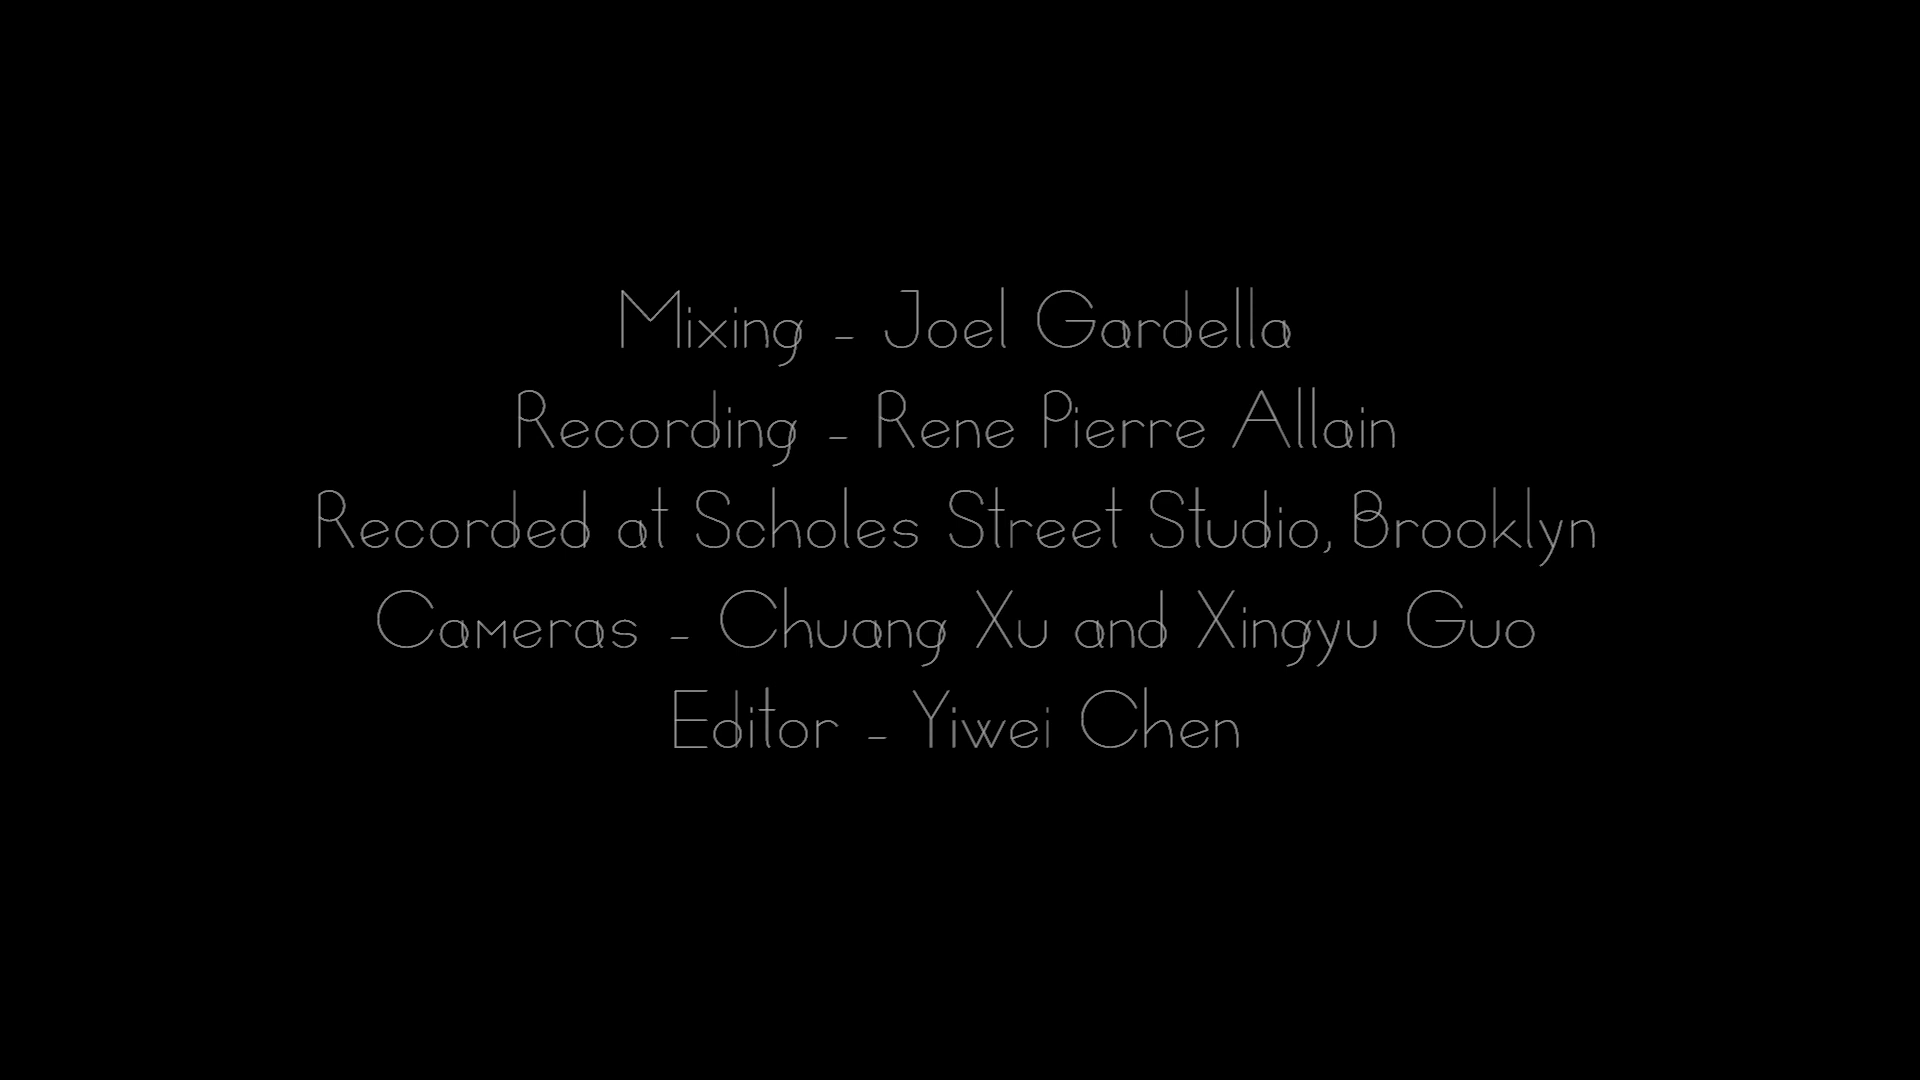 Mixing - Joel Gardella
Recording - Rene Pierre Allain
Recorded at Scholes Street Studio, Brooklyn
Cameras - Chuang Xu and Xingyu Guo
Editor - Yiwei Chen